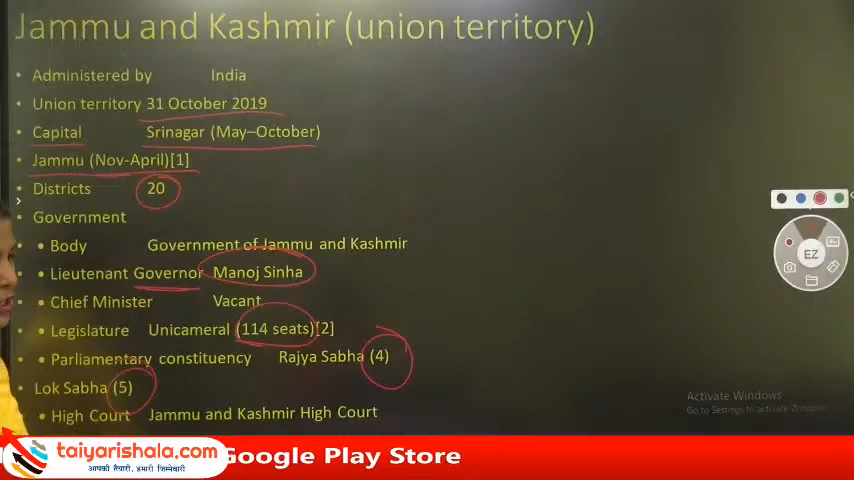 Jammu and Kashmir (union territory)
• Administered by India
• Union territory 31 October 2019
• Capital Srinagar (May–October)
• Jammu (Nov-April)[1]
• Districts 20
• Government
• • Body Government of Jammu and Kashmir
• • Lieutenant Governor Manoj Sinha
• • Chief Minister Vacant
• • Legislature Unicameral (114 seats)[2]
• • Parliamentary constituency Rajya Sabha (4)
• Lok Sabha (5)
• High Court Jammu and Kashmir High Court
EZ
Activate Windows
Go to Settings to activate Windows.
taiyarishala.com
आपकी तैयारी, हमारी जिम्मेदारी
Google Play Store